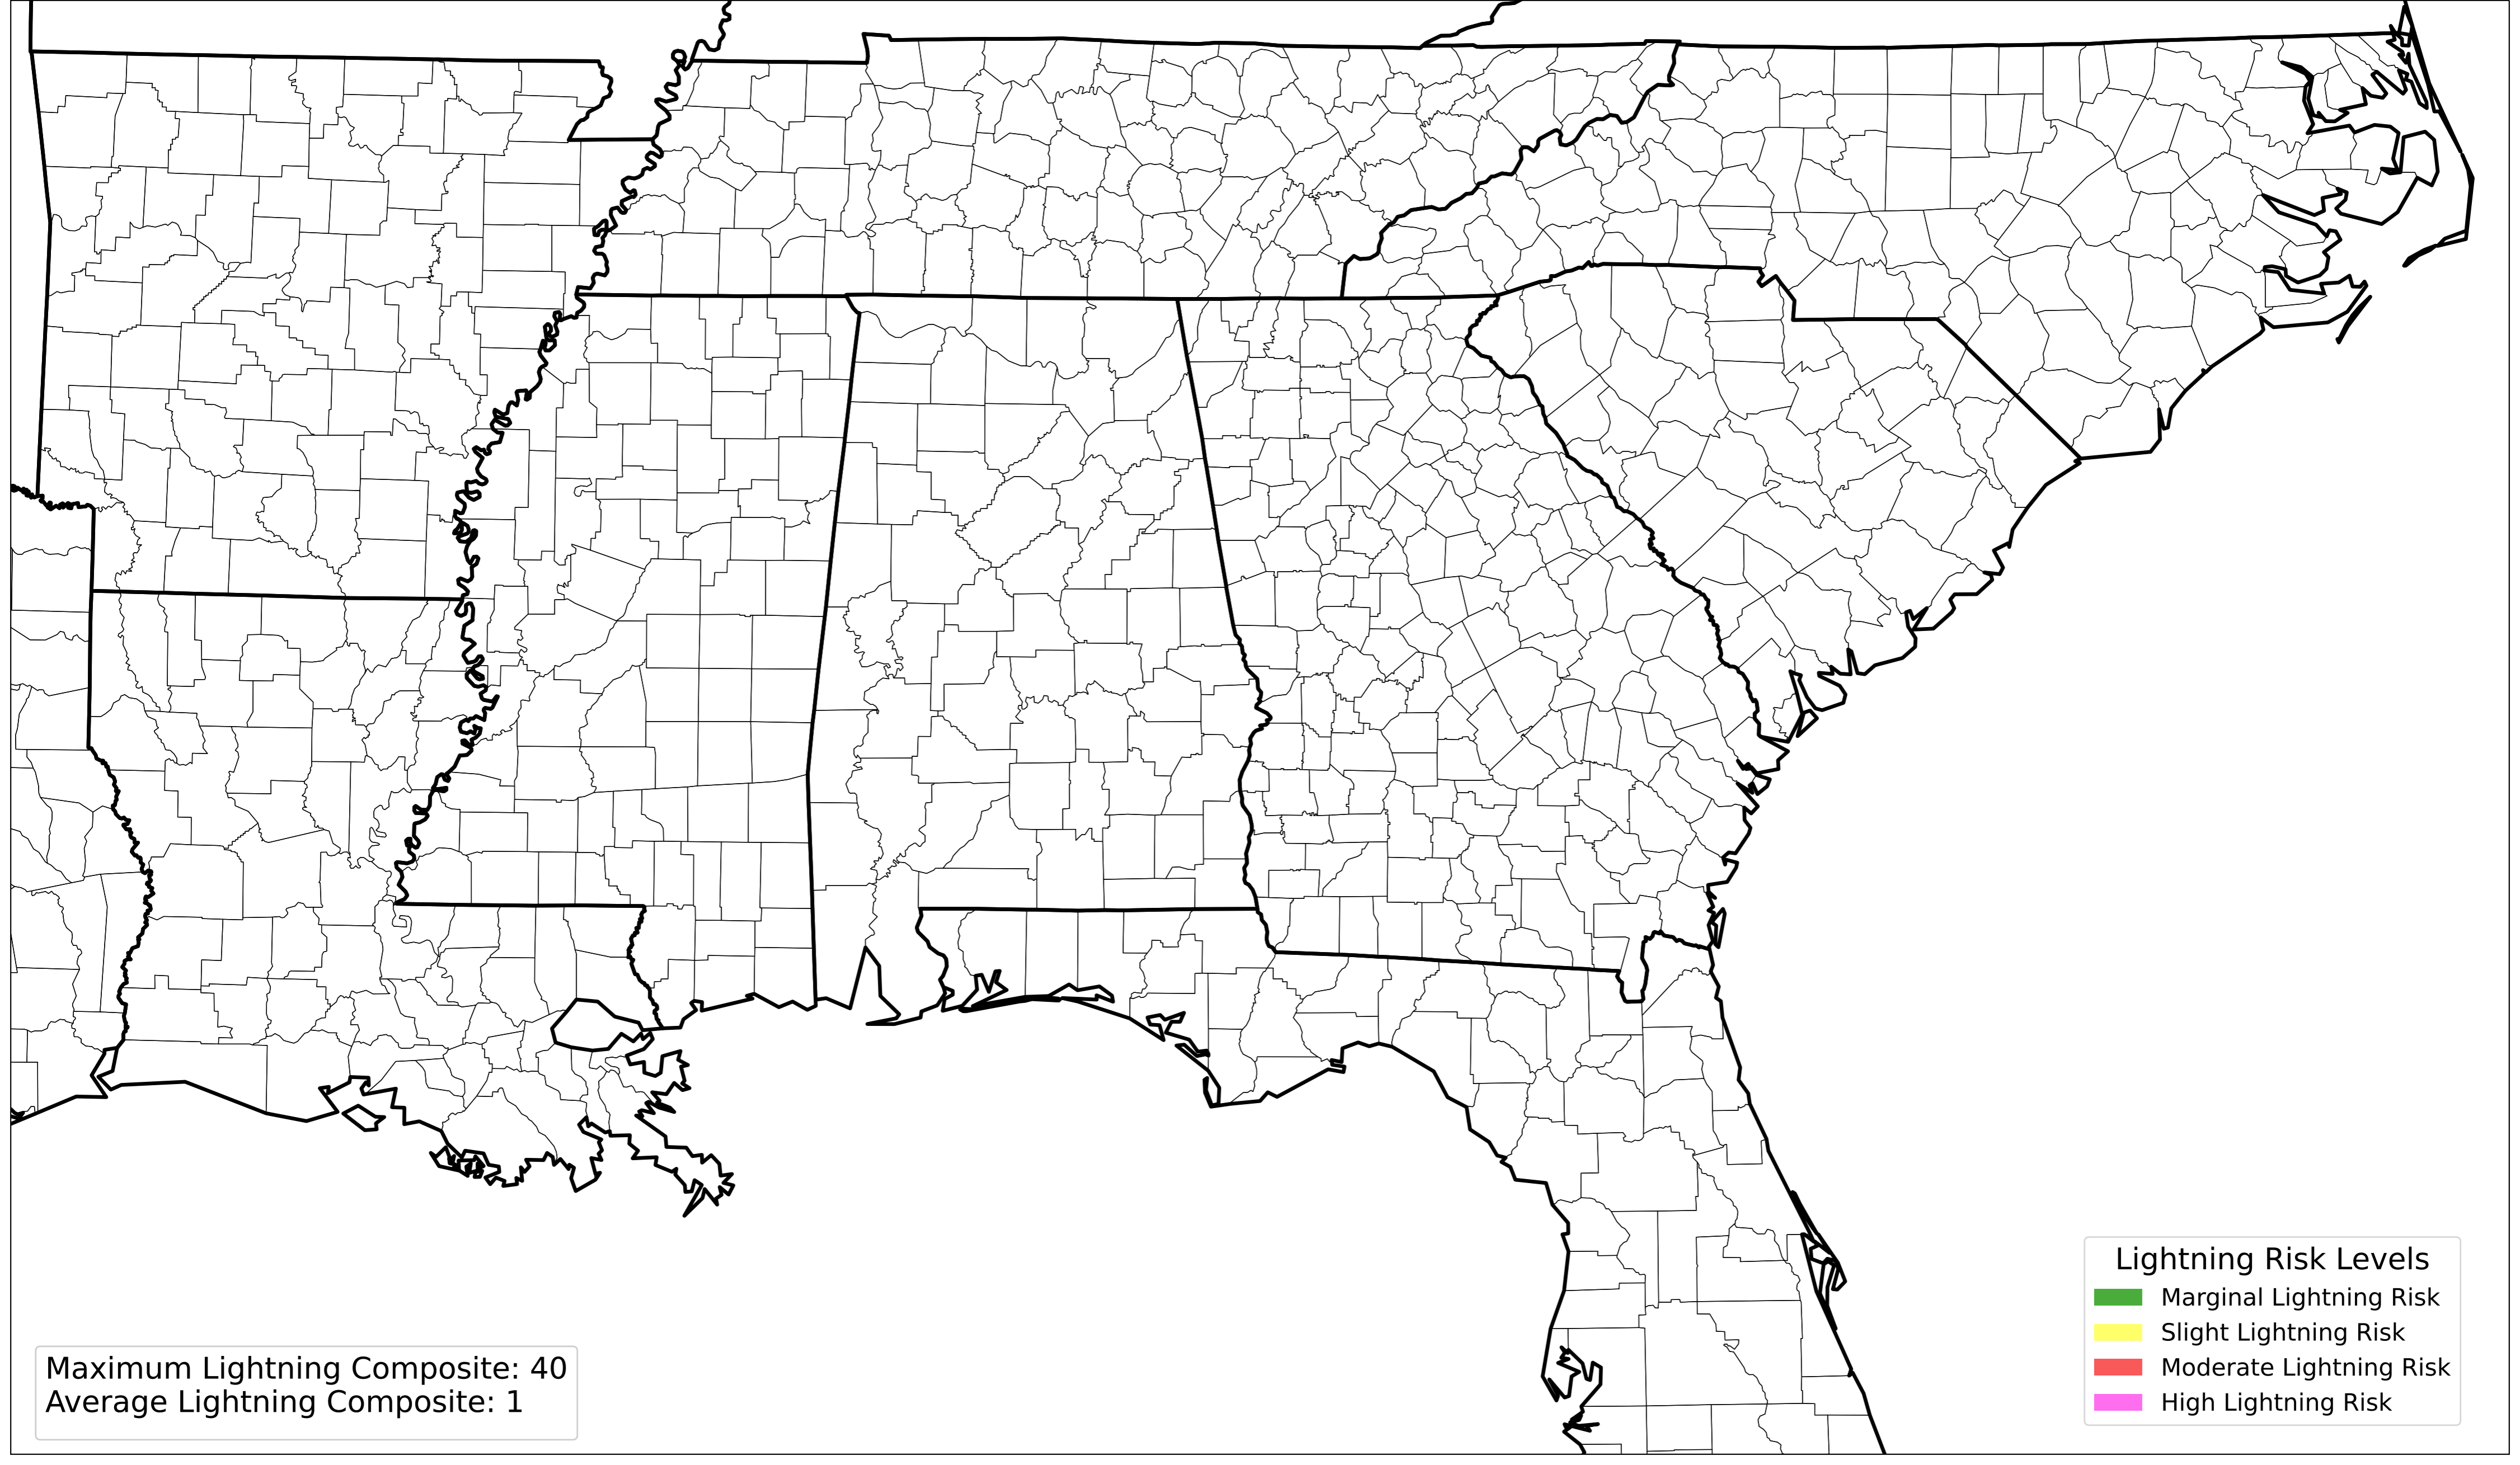 Lightning Risk Levels
Marginal Lightning Risk
Slight Lightning Risk
Moderate Lightning Risk
High Lightning Risk
Maximum Lightning Composite: 40
Average Lightning Composite: 1